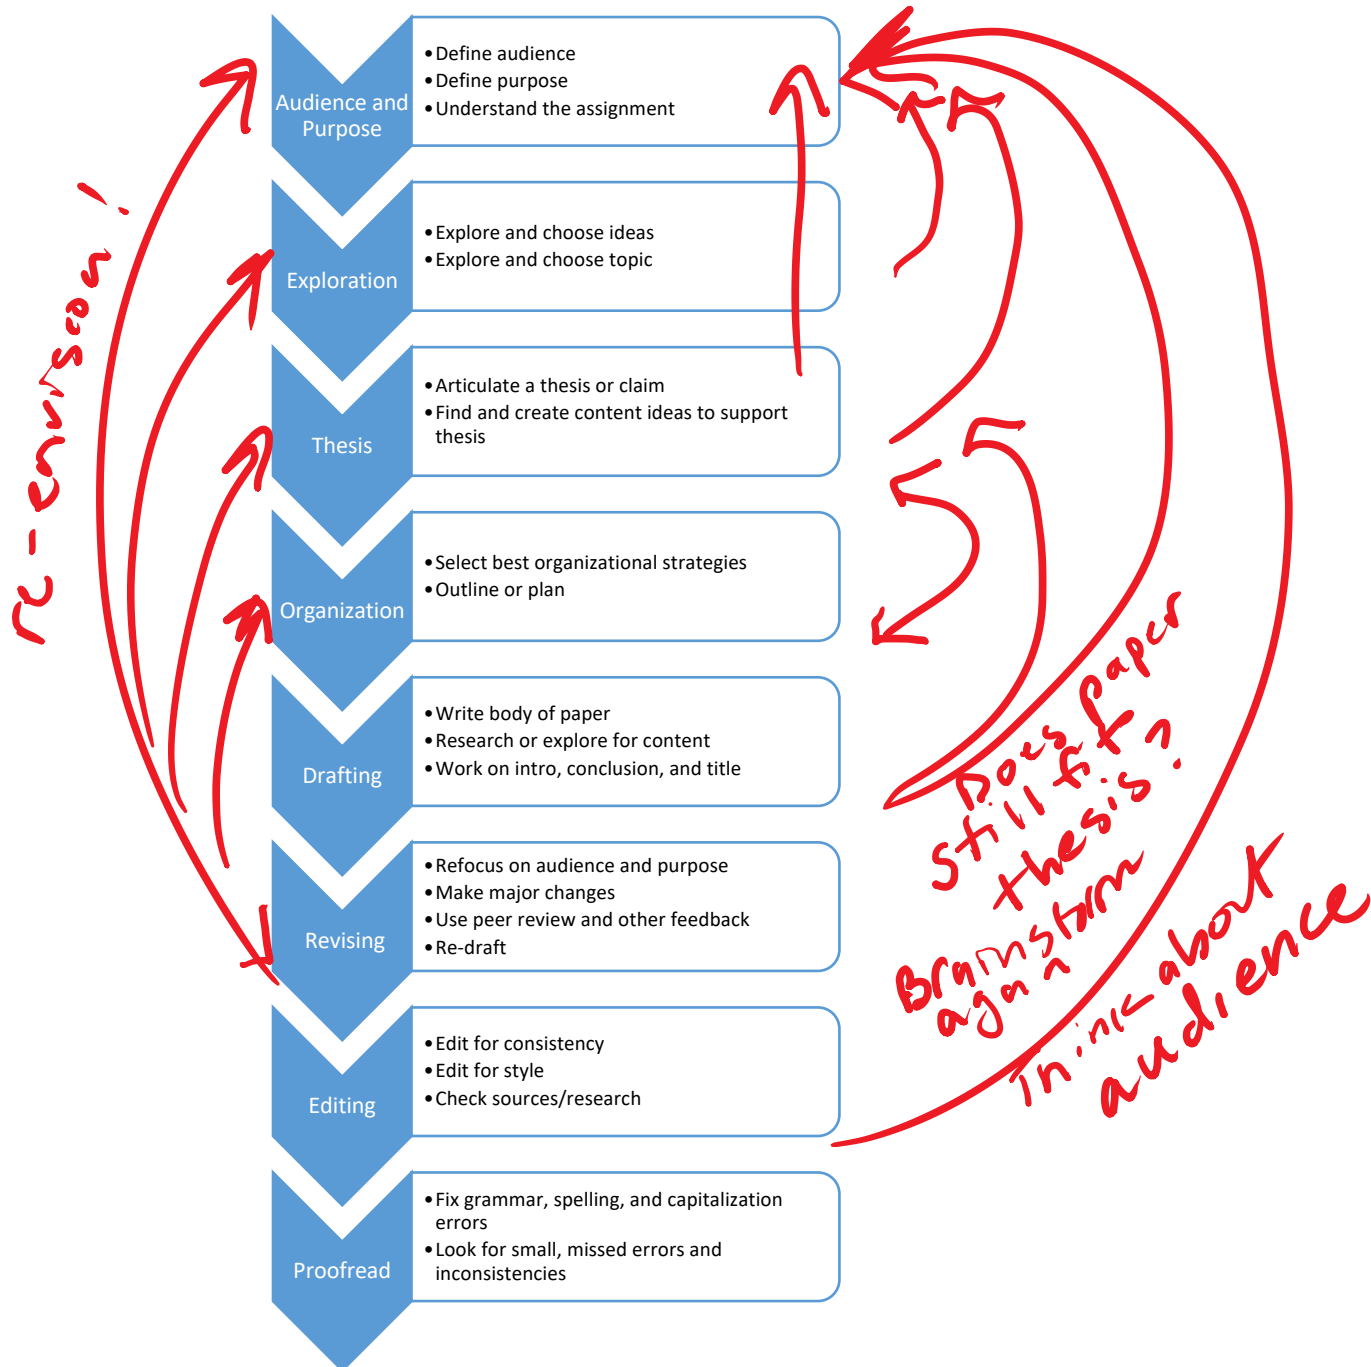 Audience and
Purpose
•Define audience
•Define purpose
•Understand the assignment
Exploration
•Explore and choose ideas
•Explore and choose topic
Thesis
•Articulate a thesis or claim
•Find and create content ideas to support
thesis
Organization
•Select best organizational strategies
•Outline or plan
Drafting
•Write body of paper
•Research or explore for content
•Work on intro, conclusion, and title
Revising
•Refocus on audience and purpose
•Make major changes
•Use peer review and other feedback
•Re-draft
Editing
•Edit for consistency
•Edit for style
•Check sources/research
Proofread
•Fix grammar, spelling, and capitalization
errors
•Look for small, missed errors and
inconsistencies
re-envision!
Does paper
still fit
thesis?
Brainstorm
again
Think about
audience